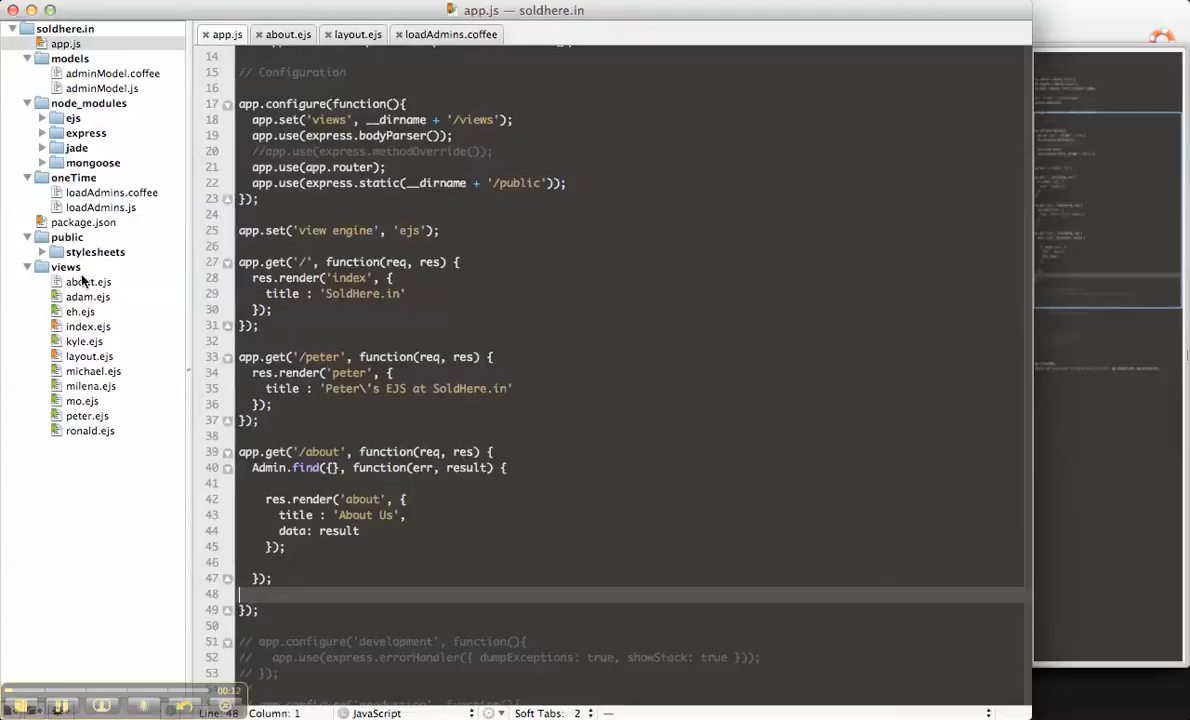 app.js — soldhere.in
soldhere.in
app.js
models
adminModel.coffee
adminModel.js
node_modules
ejs
express
jade
mongoose
oneTime
loadAdmins.coffee
loadAdmins.js
package.json
public
stylesheets
views
about.ejs
adam.ejs
eh.ejs
index.ejs
kyle.ejs
layout.ejs
michael.ejs
milena.ejs
mo.ejs
peter.ejs
ronald.ejs
× app.js × about.ejs × layout.ejs × loadAdmins.coffee
14
15 // Configuration
16
17 app.configure(function(){
18 app.set('views', __dirname + '/views');
19 app.use(express.bodyParser());
20 //app.use(express.methodOverride());
21 app.use(app.router);
22 app.use(express.static(__dirname + '/public'));
23 });
24
25 app.set('view engine', 'ejs');
26
27 app.get('/', function(req, res) {
28 res.render('index', {
29 title : 'SoldHere.in'
30 });
31 });
32
33 app.get('/peter', function(req, res) {
34 res.render('peter', {
35 title : 'Peter\'s EJS at SoldHere.in'
36 });
37 });
38
39 app.get('/about', function(req, res) {
40 Admin.find({}, function(err, result) {
41
42 res.render('about', {
43 title : 'About Us',
44 data: result
45 });
46
47 });
48
49 });
50
51 // app.configure('development', function(){
52 // app.use(express.errorHandler({ dumpExceptions: true, showStack: true }));
53 // });
00:12
Line: 48 Column: 1 JavaScript Soft Tabs: 2 —